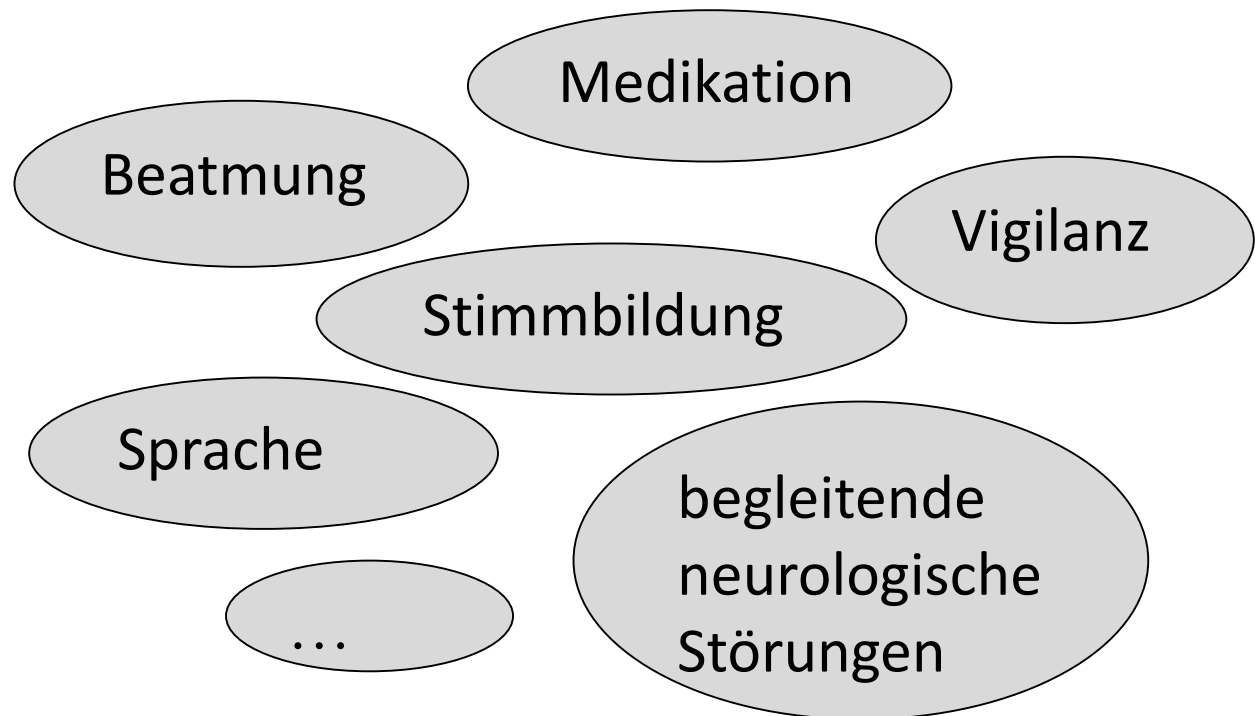 Medikation
Beatmung
Vigilanz
Stimmbildung
Sprache
begleitende
neurologische
Störungen
...